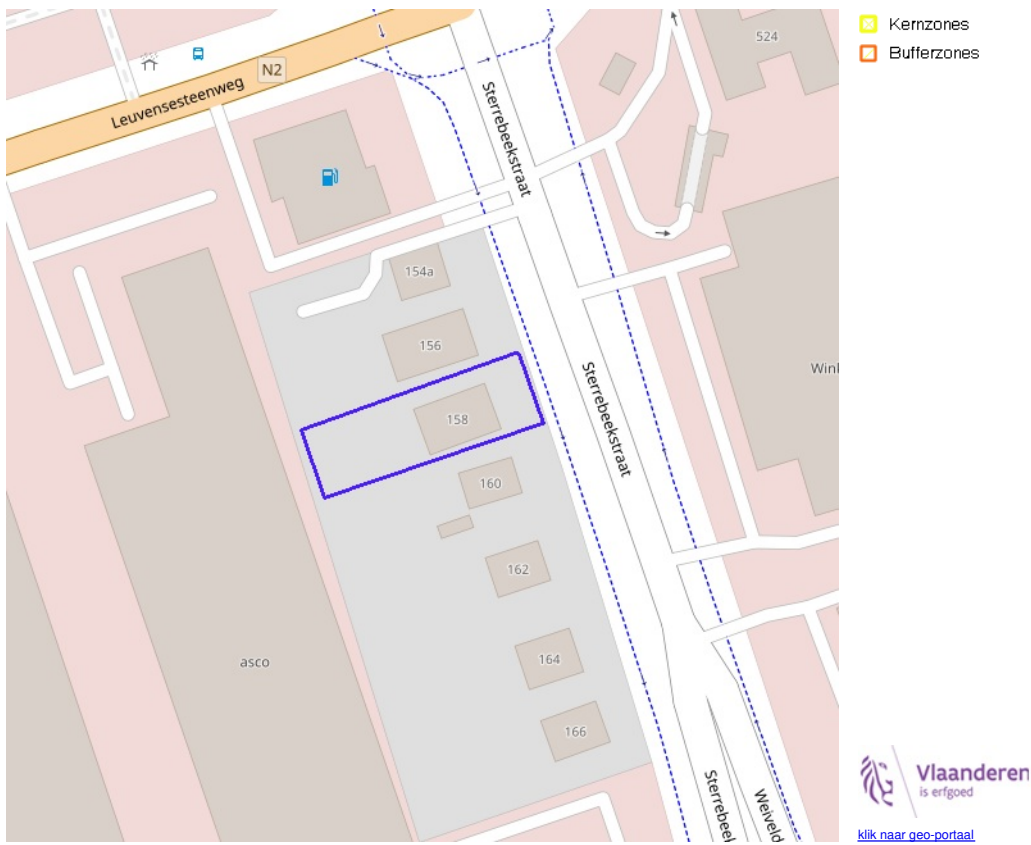 Kernzones
Bufferzones
524
N2
Leuvensesteenweg
Sterrebeekstraat
154a
156
158
Sterrebeekstraat
160
162
asco
164
166
Vlaanderen
is erfgoed
klik naar geo-portaal